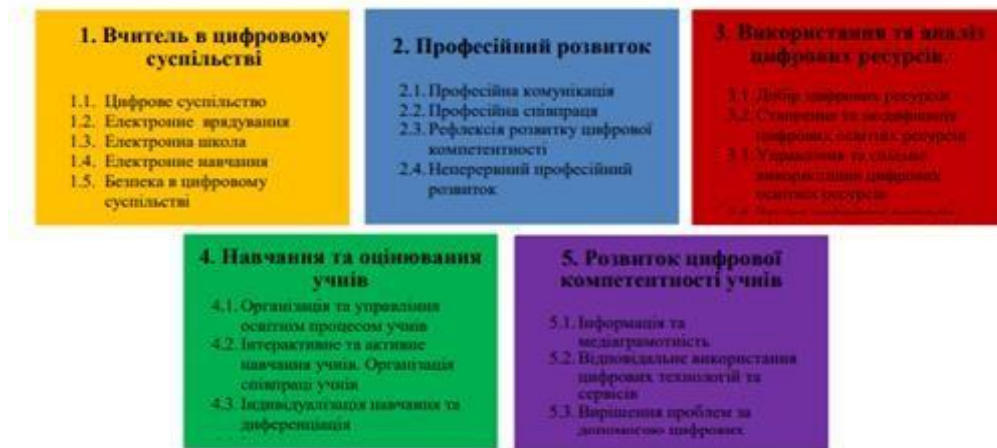 1. Вчитель в цифровому
суспільстві
1.1. Цифрове суспільство
1.2. Електронне врядування
1.3. Електронна школа
1.4. Електронне навчання
1.5. Безпека в цифровому
суспільстві
2. Професійний розвиток
2.1. Професійна комунікація
2.2. Професійна співпраця
2.3. Рефлексія розвитку цифрової
компетентності
2.4. Неперервний професійний
розвиток
3. Використання та аналіз
цифрових ресурсів.
3.1. Добір цифрових ресурсів
3.2. Створення та модифікація
цифрових освітніх ресурсів
3.3. Управління та спільне
використання цифрових
освітніх ресурсів
4. Навчання та оцінювання
учнів
4.1. Організація та управління
освітнім процесом учнів
4.2. Інтерактивне та активне
навчання учнів. Організація
співпраці учнів
4.3. Індивідуалізація навчання та
диференціація
5. Розвиток цифрової
компетентності учнів
5.1. Інформація та
медіаграмотність
5.2. Відповідальне використання
цифрових технологій та
сервісів
5.3. Вирішення проблем за
допомогою цифрових